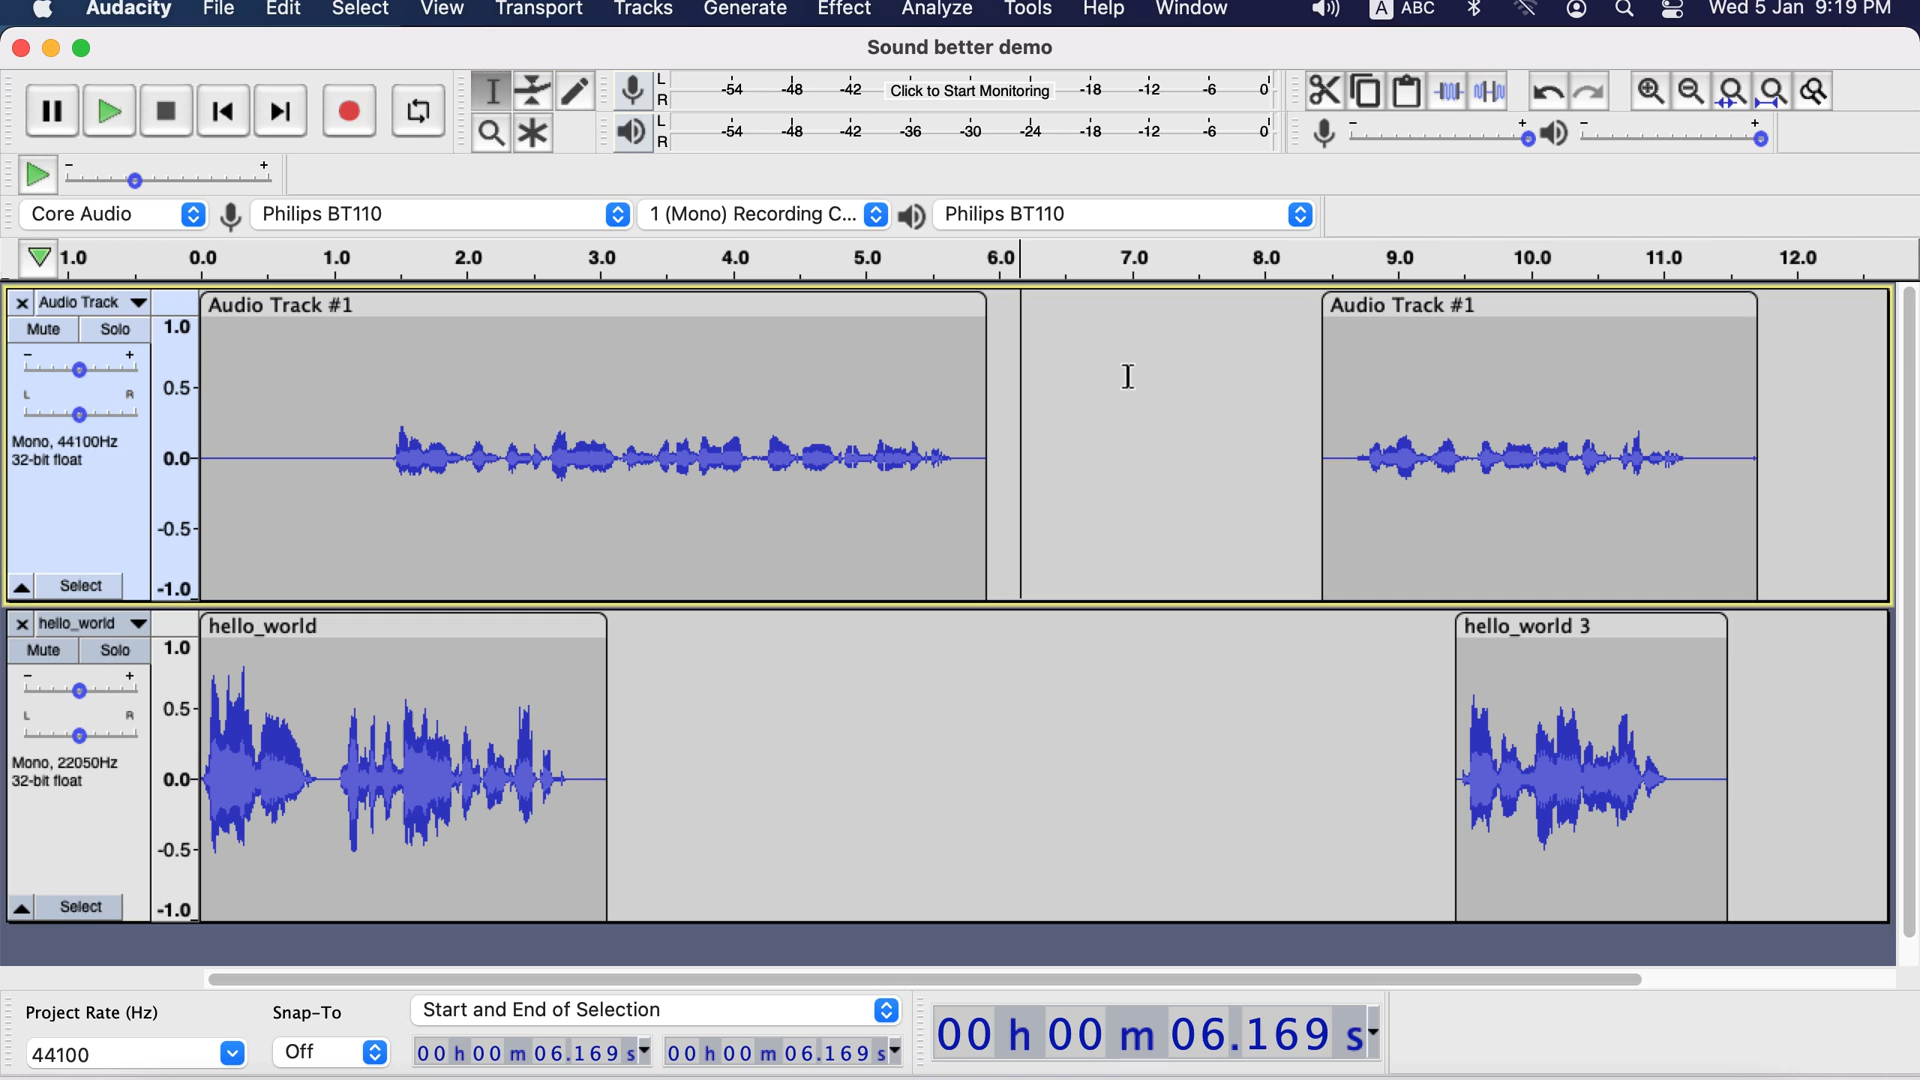 Audacity File Edit Select View Transport Tracks Generate Effect Analyze Tools Help Window A ABC Wed 5 Jan 9:19 PM
Sound better demo
L R -54 -48 -42 Click to Start Monitoring -18 -12 -6 0
L R -54 -48 -42 -36 -30 -24 -18 -12 -6 0
- + - +
- +
Core Audio Philips BT110 1 (Mono) Recording C... Philips BT110
1.0 0.0 1.0 2.0 3.0 4.0 5.0 6.0 7.0 8.0 9.0 10.0 11.0 12.0
× Audio Track Audio Track #1 Audio Track #1
Mute Solo 1.0
- +
L R 0.5-
Mono, 44100Hz
32-bit float 0.0-
-0.5-
Select -1.0
× hello_world hello_world hello_world 3
Mute Solo 1.0
- +
L R 0.5-
Mono, 22050Hz
32-bit float 0.0-
-0.5-
Select -1.0
Project Rate (Hz) Snap-To Start and End of Selection
44100 Off 00 h 00 m 06.169 s 00 h 00 m 06.169 s 00 h 00 m 06.169 s